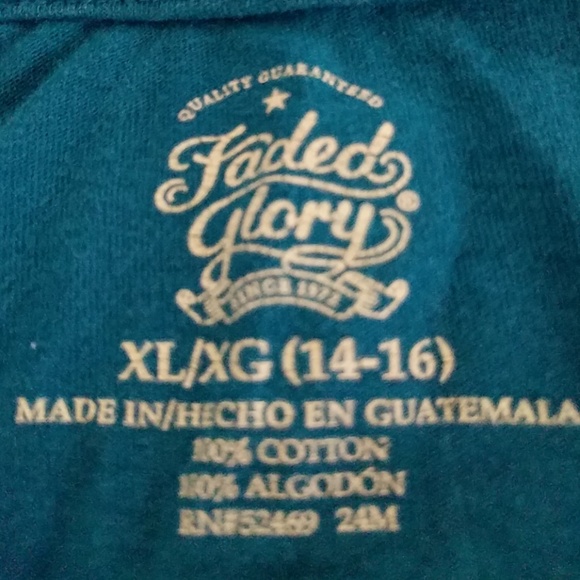 QUALITY GUARANTEED
Faded
Glory®
SINCE 1972
XL/XG (14-16)
MADE IN/HECHO EN GUATEMALA
100% COTTON
100% ALGODÓN
RN#52469 24M